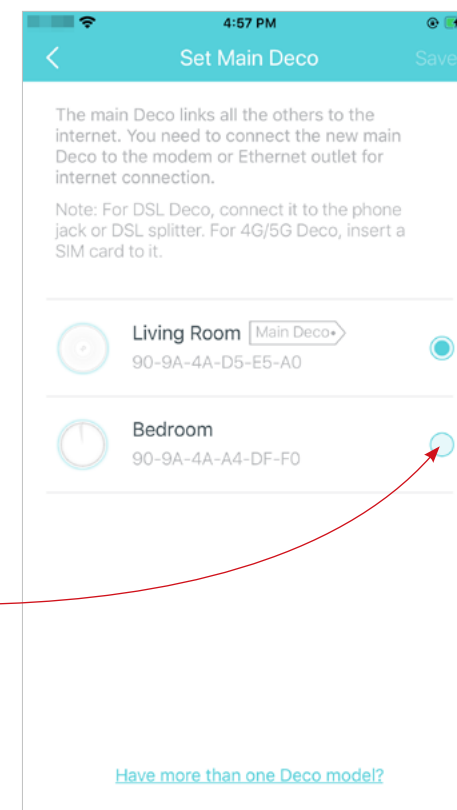 4:57 PM
Set Main Deco
Save
The main Deco links all the others to the
internet. You need to connect the new main
Deco to the modem or Ethernet outlet for
internet connection.
Note: For DSL Deco, connect it to the phone
jack or DSL splitter. For 4G/5G Deco, insert a
SIM card to it.
Living Room Main Deco
90-9A-4A-D5-E5-A0
Bedroom
90-9A-4A-A4-DF-F0
Have more than one Deco model?